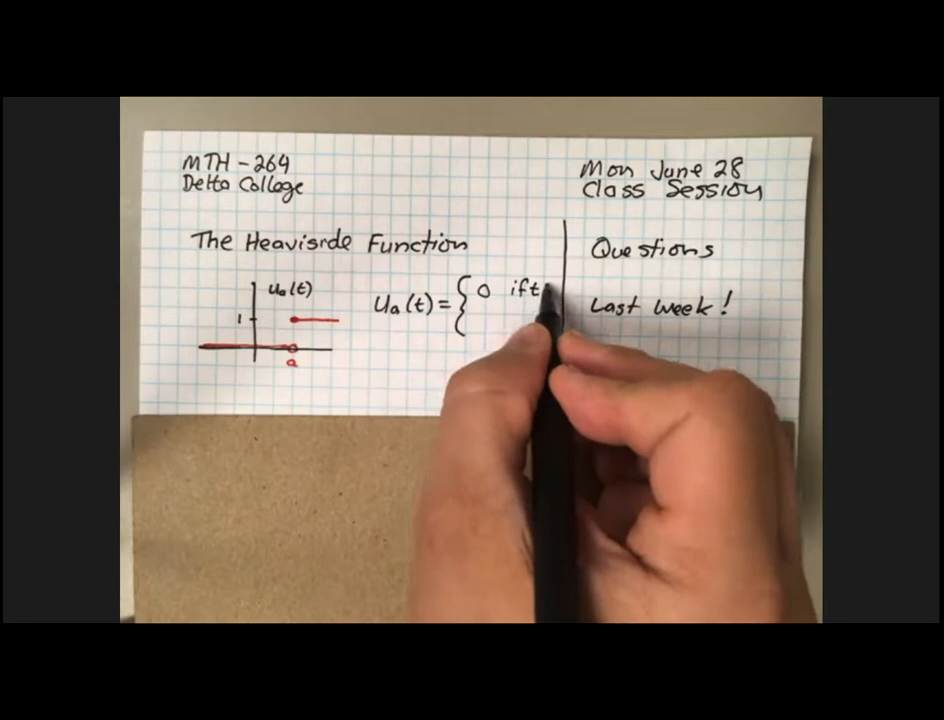 MTH-264
Delta College
Mon June 28
Class Session
The Heaviside Function
ua(t)
1
a
ua(t) = { 0 if t
Questions
Last week!